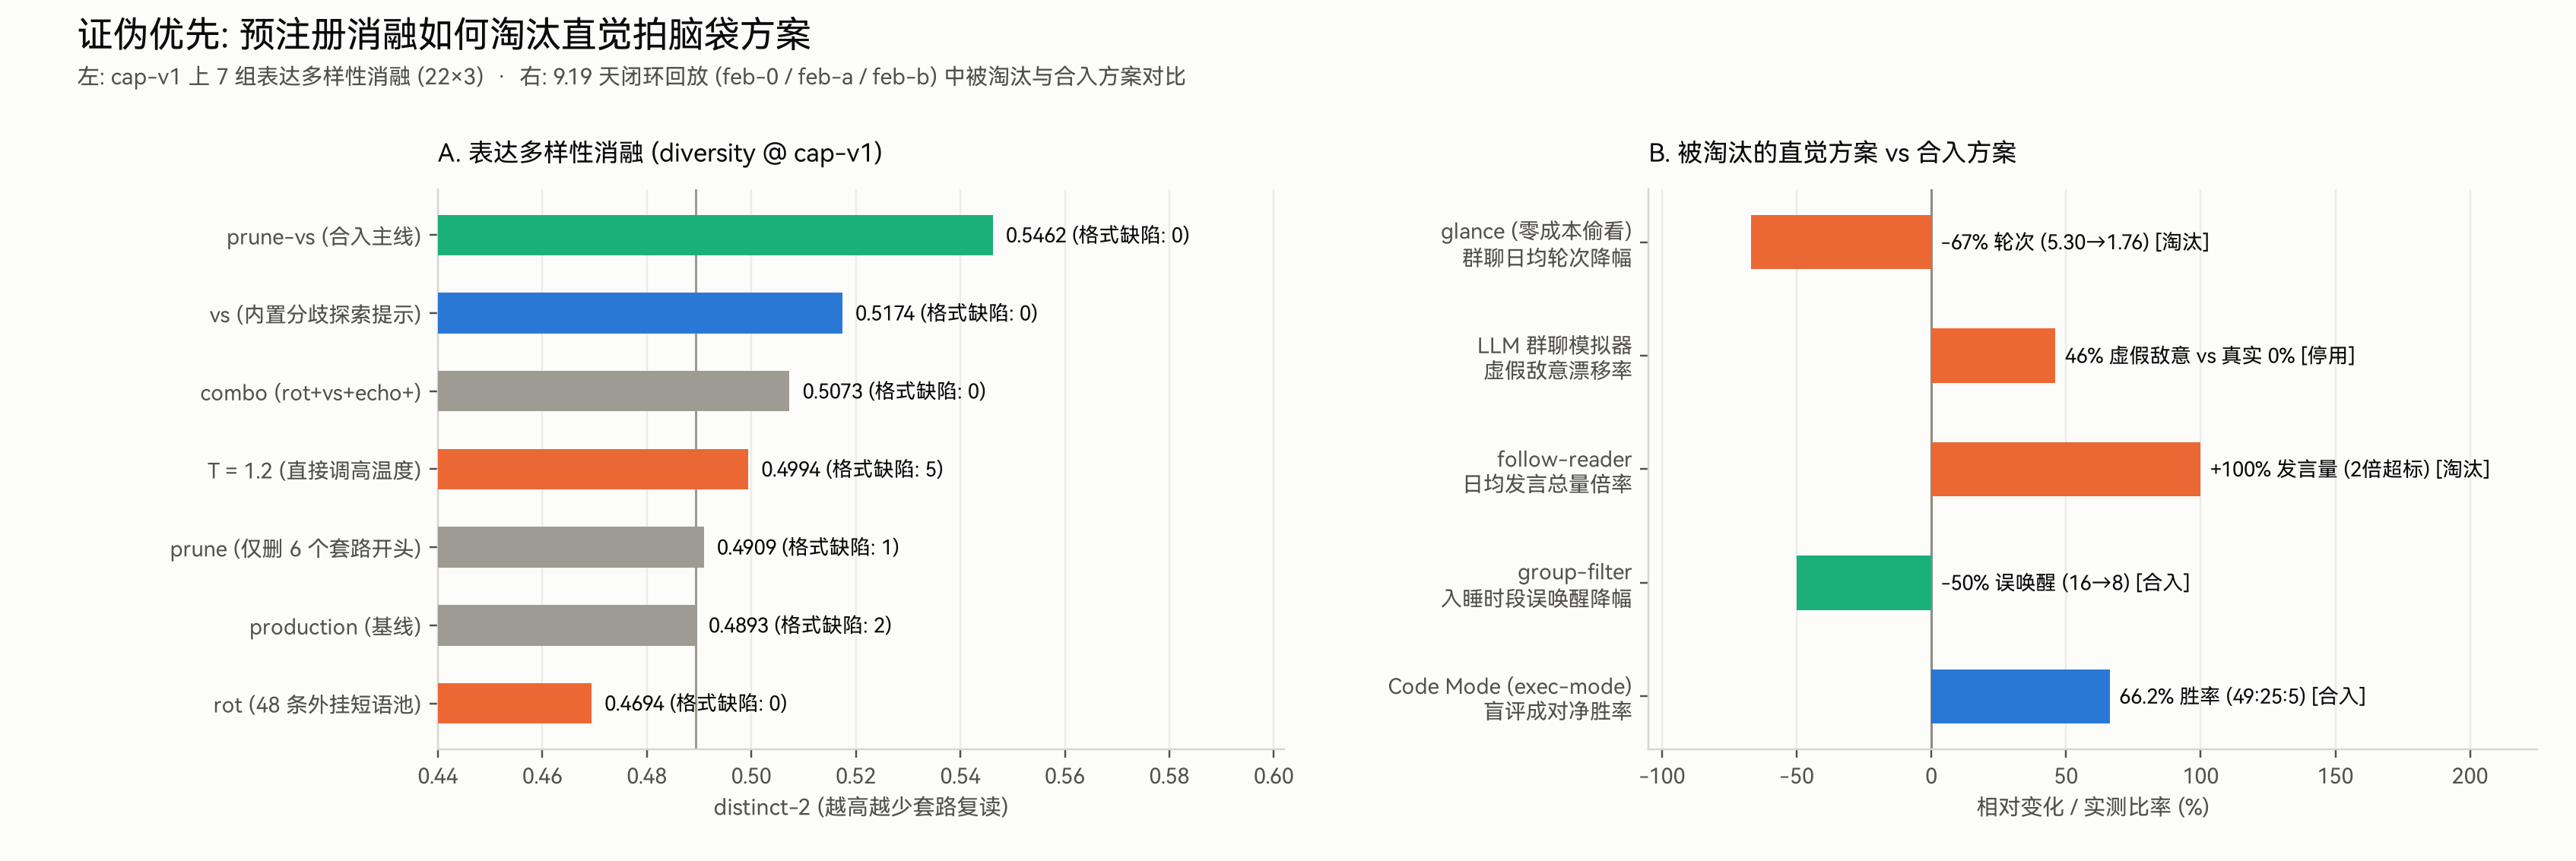 证伪优先: 预注册消融如何淘汰直觉拍脑袋方案
左: cap-v1 上 7 组表达多样性消融 (22×3) · 右: 9.19 天闭环回放 (feb-0 / feb-a / feb-b) 中被淘汰与合入方案对比
A. 表达多样性消融 (diversity @ cap-v1)
prune-vs (合入主线)
0.5462 (格式缺陷: 0)
vs (内置分歧探索提示)
0.5174 (格式缺陷: 0)
combo (rot+vs+echo+)
0.5073 (格式缺陷: 0)
T = 1.2 (直接调高温度)
0.4994 (格式缺陷: 5)
prune (仅删 6 个套路开头)
0.4909 (格式缺陷: 1)
production (基线)
0.4893 (格式缺陷: 2)
rot (48 条外挂短语池)
0.4694 (格式缺陷: 0)
0.44 0.46 0.48 0.50 0.52 0.54 0.56 0.58 0.60
distinct-2 (越高越少套路复读)
B. 被淘汰的直觉方案 vs 合入方案
glance (零成本偷看)
群聊日均轮次降幅
-67% 轮次 (5.30→1.76) [淘汰]
LLM 群聊模拟器
虚假敌意漂移率
46% 虚假敌意 vs 真实 0% [停用]
follow-reader
日均发言总量倍率
+100% 发言量 (2倍超标) [淘汰]
group-filter
入睡时段误唤醒降幅
-50% 误唤醒 (16→8) [合入]
Code Mode (exec-mode)
盲评成对净胜率
66.2% 胜率 (49:25:5) [合入]
-100 -50 0 50 100 150 200
相对变化 / 实测比率 (%)